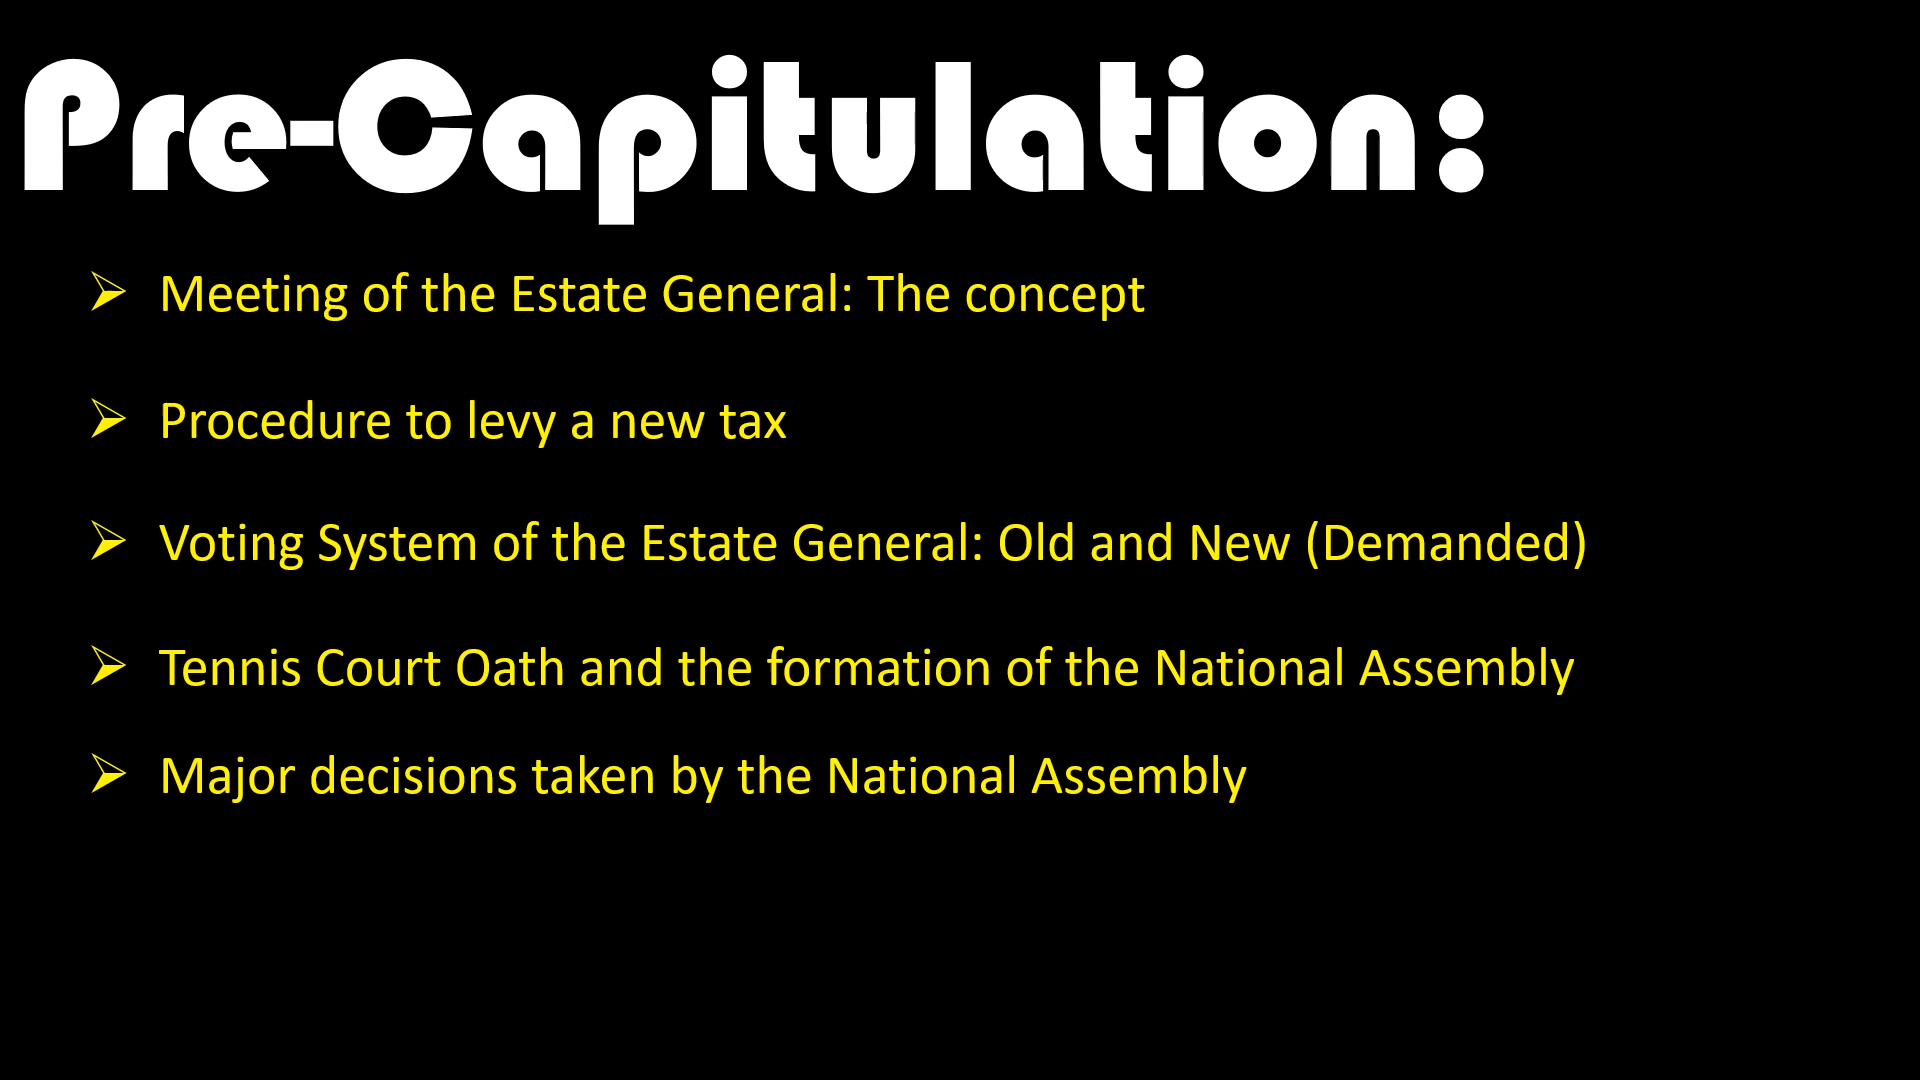 Pre-Capitulation:
➢ Meeting of the Estate General: The concept
➢ Procedure to levy a new tax
➢ Voting System of the Estate General: Old and New (Demanded)
➢ Tennis Court Oath and the formation of the National Assembly
➢ Major decisions taken by the National Assembly